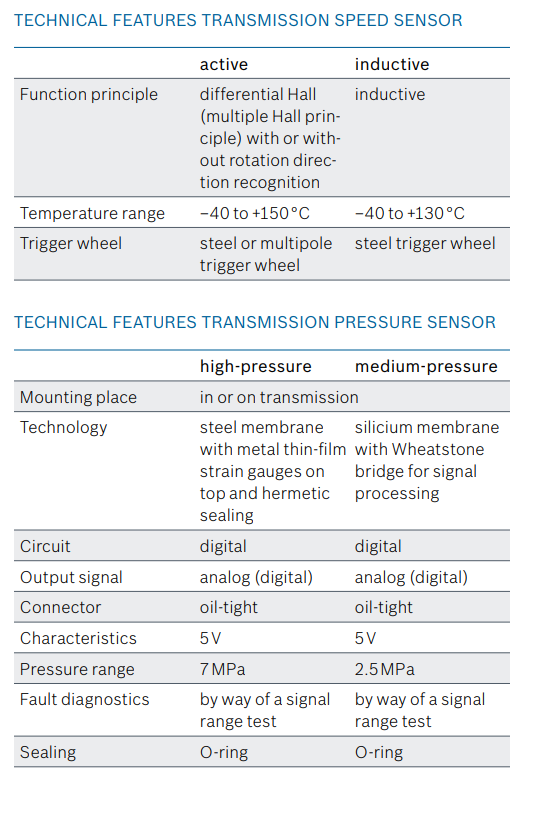 TECHNICAL FEATURES TRANSMISSION SPEED SENSOR
active inductive
Function principle differential Hall inductive
(multiple Hall prin-
ciple) with or with-
out rotation direc-
tion recognition
Temperature range –40 to +150 °C –40 to +130 °C
Trigger wheel steel or multipole steel trigger wheel
trigger wheel
TECHNICAL FEATURES TRANSMISSION PRESSURE SENSOR
high-pressure medium-pressure
Mounting place in or on transmission
Technology steel membrane silicium membrane
with metal thin-film with Wheatstone
strain gauges on bridge for signal
top and hermetic processing
sealing
Circuit digital digital
Output signal analog (digital) analog (digital)
Connector oil-tight oil-tight
Characteristics 5 V 5 V
Pressure range 7 MPa 2.5 MPa
Fault diagnostics by way of a signal by way of a signal
range test range test
Sealing O-ring O-ring